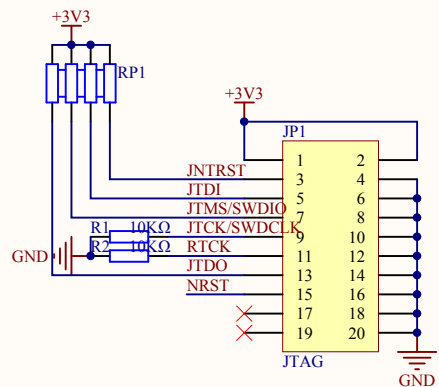 +3V3
RP1
+3V3
JP1
1 2
JNTRST 3 4
JTDI 5 6
JTMS/SWDIO 7 8
R1 10KΩ JTCK/SWDCLK 9 10
GND R2 10KΩ RTCK 11 12
JTDO 13 14
NRST 15 16
17 18
19 20
JTAG
GND